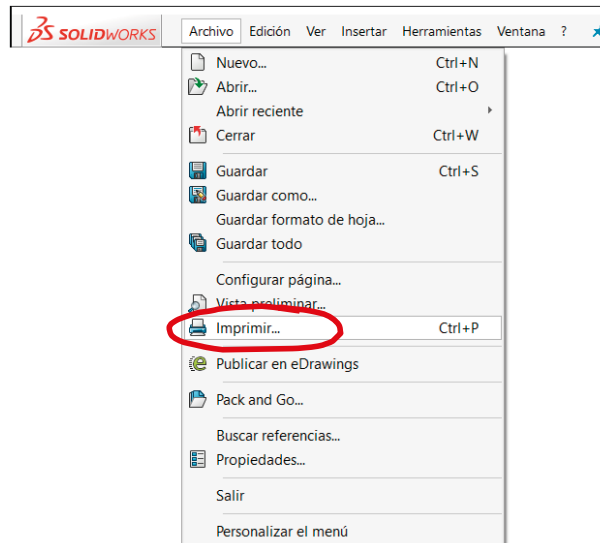 SOLIDWORKS Archivo Edición Ver Insertar Herramientas Ventana ?
Nuevo... Ctrl+N
Abrir... Ctrl+O
Abrir reciente
Cerrar Ctrl+W
Guardar Ctrl+S
Guardar como...
Guardar formato de hoja...
Guardar todo
Configurar página...
Vista preliminar...
Imprimir... Ctrl+P
Publicar en eDrawings
Pack and Go...
Buscar referencias...
Propiedades...
Salir
Personalizar el menú